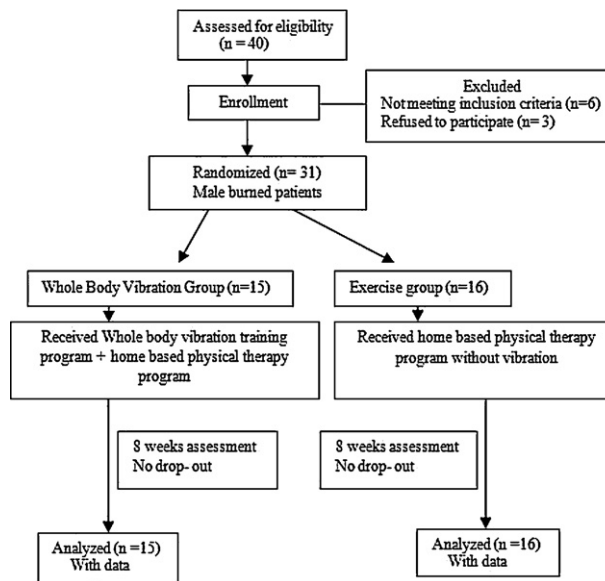 Assessed for eligibility
(n = 40)
Enrollment
Excluded
Not meeting inclusion criteria (n=6)
Refused to participate (n= 3)
Randomized (n= 31)
Male burned patients
Whole Body Vibration Group (n=15)
Exercise group (n=16)
Received Whole body vibration training
program + home based physical therapy
program
Received home based physical therapy
program without vibration
8 weeks assessment
No drop- out
8 weeks assessment
No drop- out
Analyzed (n =15)
With data
Analyzed (n =16)
With data